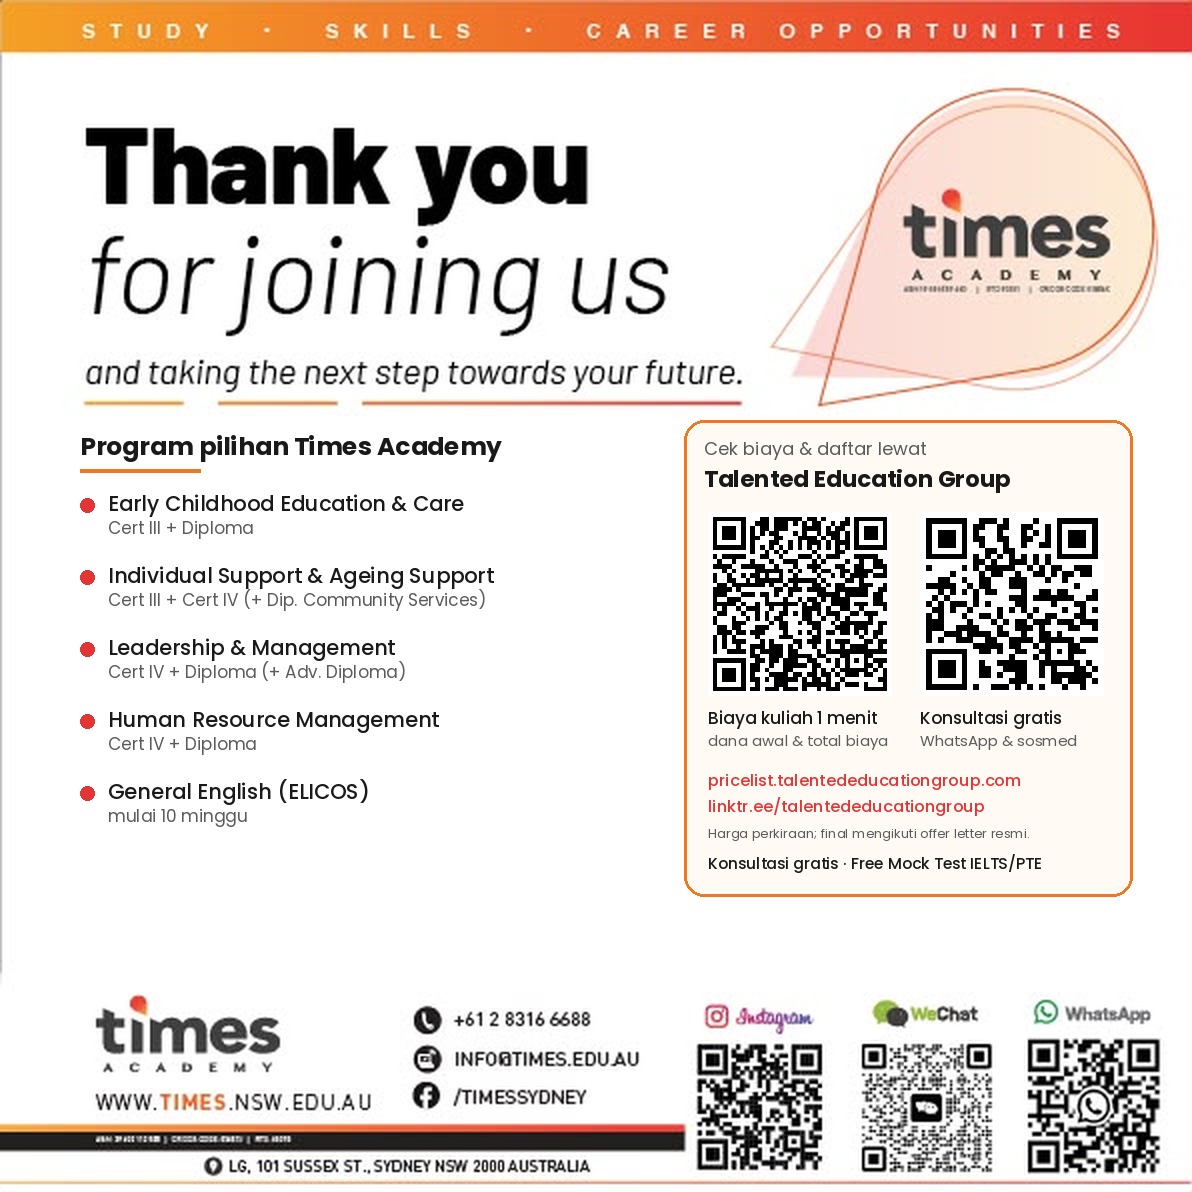 STUDY · SKILLS · CAREER OPPORTUNITIES
Thank you
for joining us
and taking the next step towards your future.
times
ACADEMY
Program pilihan Times Academy
Early Childhood Education & Care
Cert III + Diploma
Individual Support & Ageing Support
Cert III + Cert IV (+ Dip. Community Services)
Leadership & Management
Cert IV + Diploma (+ Adv. Diploma)
Human Resource Management
Cert IV + Diploma
General English (ELICOS)
mulai 10 minggu
Cek biaya & daftar lewat
Talented Education Group
Biaya kuliah 1 menit
dana awal & total biaya
Konsultasi gratis
WhatsApp & sosmed
pricelist.talentededucationgroup.com
linktr.ee/talentededucationgroup
Harga perkiraan; final mengikuti offer letter resmi.
Konsultasi gratis · Free Mock Test IELTS/PTE
times
ACADEMY
WWW.TIMES.NSW.EDU.AU
+61 2 8316 6688
INFO@TIMES.EDU.AU
/TIMESSYDNEY
Instagram
WeChat
WhatsApp
LG, 101 SUSSEX ST., SYDNEY NSW 2000 AUSTRALIA